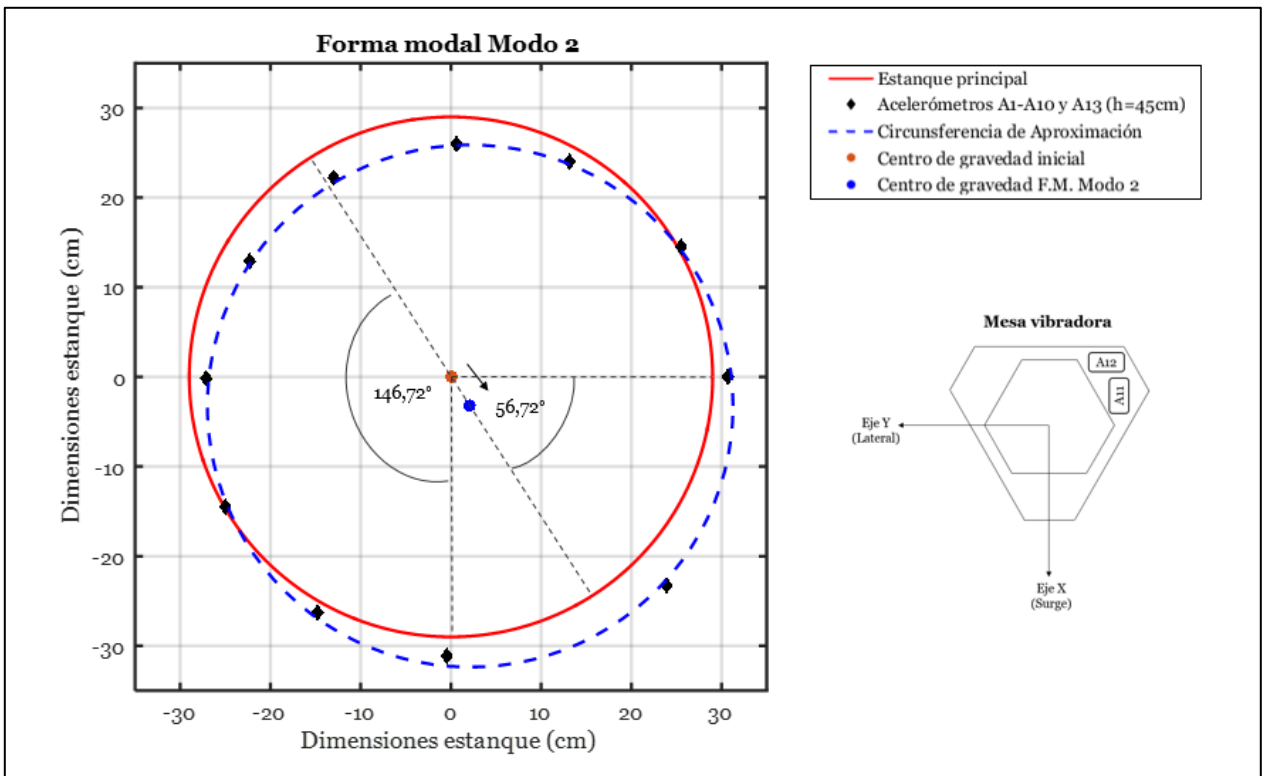 Forma modal Modo 2
Estanque principal
Acelerómetros A1-A10 y A13 (h=45cm)
Circunsferencia de Aproximación
Centro de gravedad inicial
Centro de gravedad F.M. Modo 2
Dimensiones estanque (cm)
30
20
10
0
-10
-20
-30
146,72°
56,72°
-30
-20
-10
0
10
20
30
Dimensiones estanque (cm)
Mesa vibradora
A12
A11
Eje Y
(Lateral)
Eje X
(Surge)